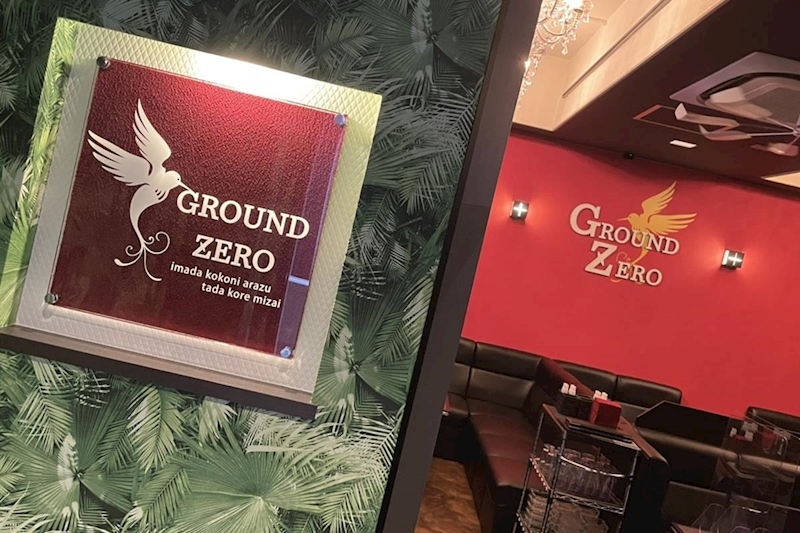 GROUND
ZERO
imada kokoni arazu
tada kore mizai
GROUND
ZERO